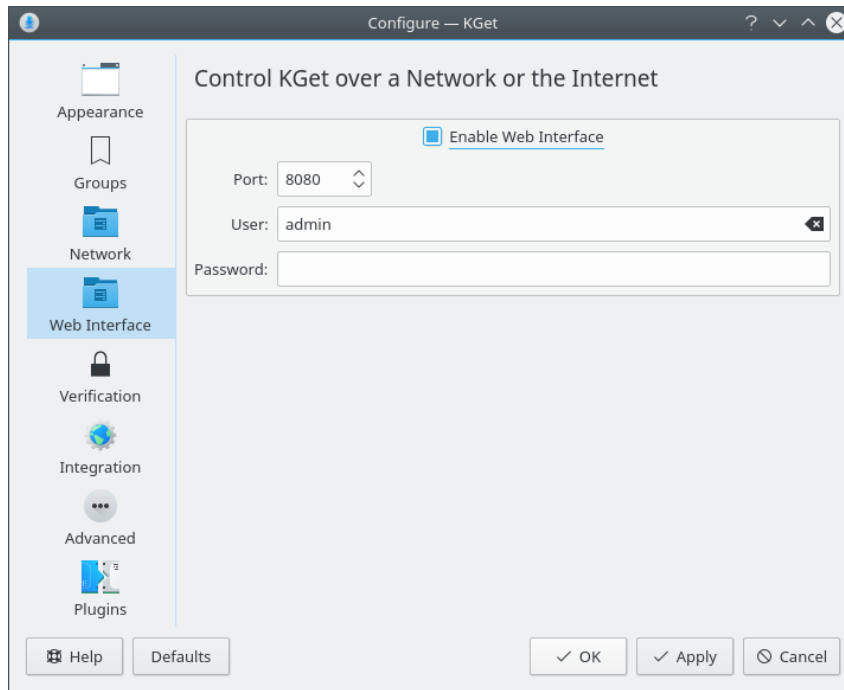 Configure — KGet
Appearance
Groups
Network
Web Interface
Verification
Integration
Advanced
Plugins
Control KGet over a Network or the Internet
Enable Web Interface
Port: 8080
User: admin
Password:
Help
Defaults
OK
Apply
Cancel